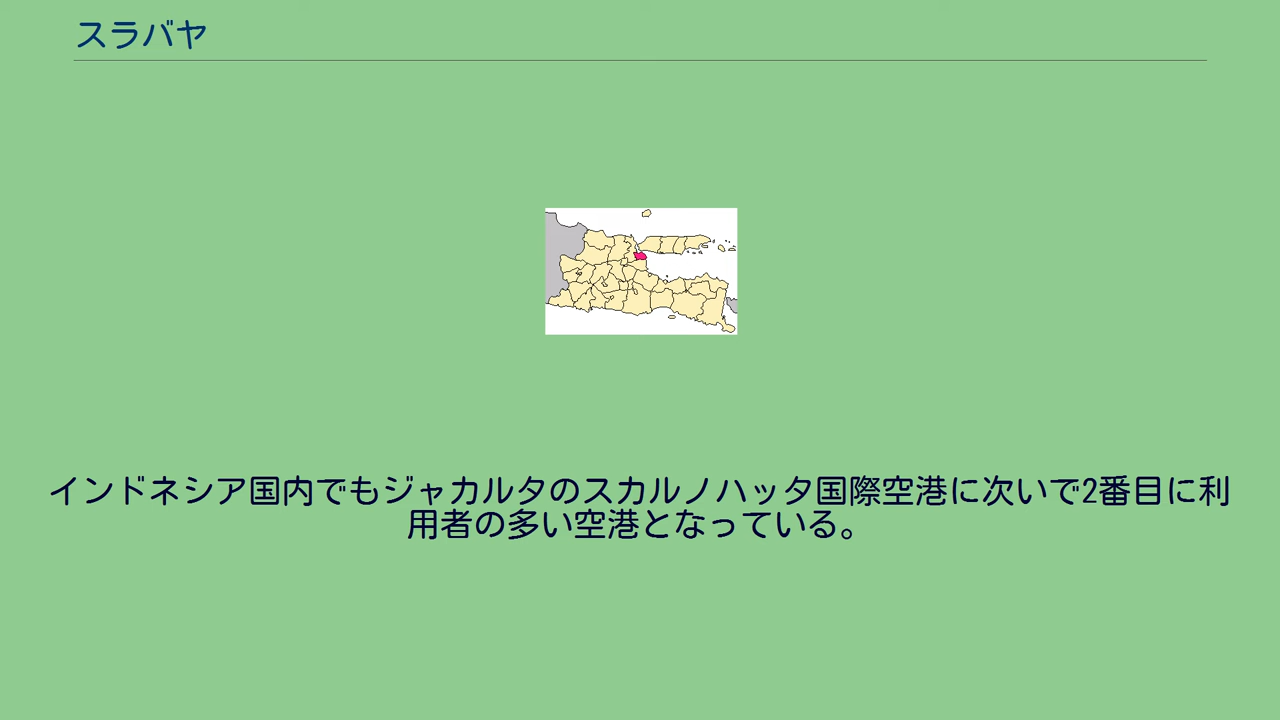 スラバヤ
インドネシア国内でもジャカルタのスカルノハッタ国際空港に次いで2番目に利
用者の多い空港となっている。